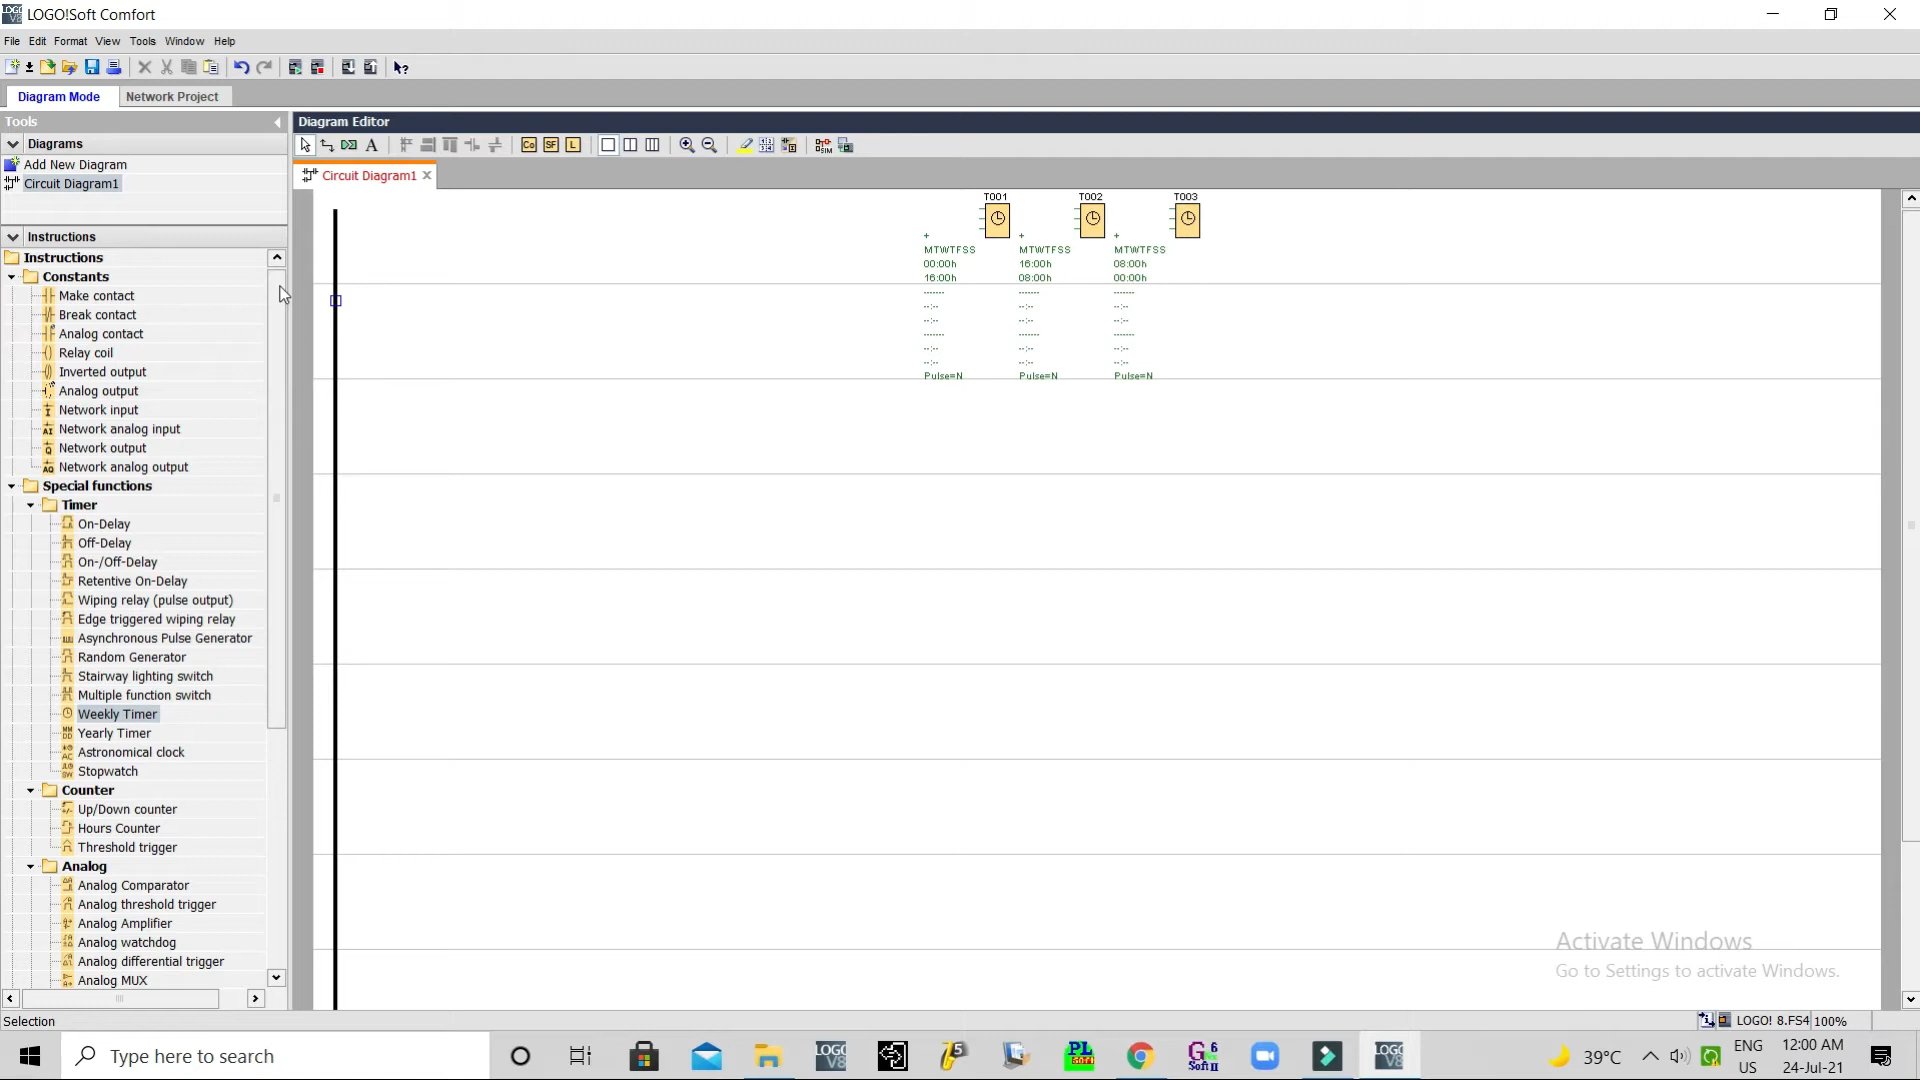 LOGO!Soft Comfort
File Edit Format View Tools Window Help
Diagram Mode Network Project
Tools
Diagram Editor
Diagrams
Add New Diagram
Circuit Diagram1
A Co SF L
Circuit Diagram1
Instructions
Instructions
Constants
Make contact
Break contact
Analog contact
Relay coil
Inverted output
Analog output
Network input
Network analog input
Network output
Network analog output
Special functions
Timer
On-Delay
Off-Delay
On-/Off-Delay
Retentive On-Delay
Wiping relay (pulse output)
Edge triggered wiping relay
Asynchronous Pulse Generator
Random Generator
Stairway lighting switch
Multiple function switch
Weekly Timer
Yearly Timer
Astronomical clock
Stopwatch
Counter
Up/Down counter
Hours Counter
Threshold trigger
Analog
Analog Comparator
Analog threshold trigger
Analog Amplifier
Analog watchdog
Analog differential trigger
Analog MUX
T001 T002 T003
+ + +
MTWTFSS MTWTFSS MTWTFSS
00:00h 16:00h 08:00h
16:00h 08:00h 00:00h
------- ------- -------
--:-- --:-- --:--
--:-- --:-- --:--
------- ------- -------
--:-- --:-- --:--
--:-- --:-- --:--
Pulse=N Pulse=N Pulse=N
Activate Windows
Go to Settings to activate Windows.
Selection
LOGO! 8.FS4 100%
Type here to search
39°C
ENG
US
12:00 AM
24-Jul-21